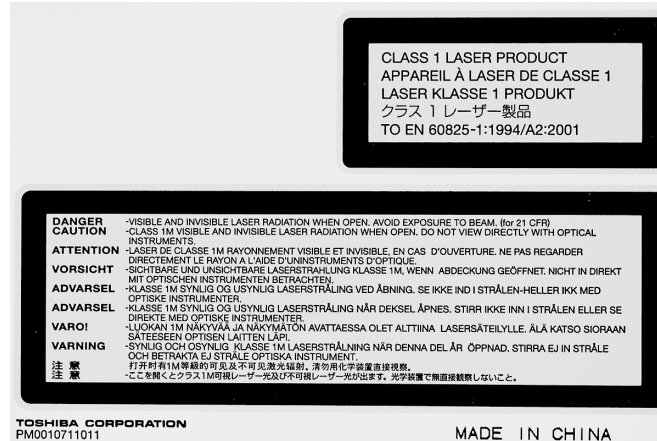 CLASS 1 LASER PRODUCT
APPAREIL À LASER DE CLASSE 1
LASER KLASSE 1 PRODUKT
クラス 1 レーザー製品
TO EN 60825-1:1994/A2:2001
DANGER -VISIBLE AND INVISIBLE LASER RADIATION WHEN OPEN. AVOID EXPOSURE TO BEAM. (for 21 CFR)
CAUTION -CLASS 1M VISIBLE AND INVISIBLE LASER RADIATION WHEN OPEN. DO NOT VIEW DIRECTLY WITH OPTICAL
INSTRUMENTS.
ATTENTION -LASER DE CLASSE 1M RAYONNEMENT VISIBLE ET INVISIBLE, EN CAS D'OUVERTURE. NE PAS REGARDER
DIRECTEMENT LE RAYON A L'AIDE D'UNINSTRUMENTS D'OPTIQUE.
VORSICHT -SICHTBARE UND UNSICHTBARE LASERSTRAHLUNG KLASSE 1M, WENN ABDECKUNG GEÖFFNET. NICHT IN DIREKT
MIT OPTISCHEN INSTRUMENTEN BETRACHTEN.
ADVARSEL -KLASSE 1M SYNLIG OG USYNLIG LASERSTRÅLING VED ÅBNING. SE IKKE IND I STRÅLEN-HELLER IKK MED
OPTISKE INSTRUMENTER.
ADVARSEL -KLASSE 1M SYNLIG OG USYNLIG LASERSTRÅLING NÅR DEKSEL ÅPNES. STIRR IKKE INN I STRÅLEN ELLER SE
DIREKTE MED OPTISKE INSTRUMENTER.
VARO! -LUOKAN 1M NÄKYVÄÄ JA NÄKYMÄTÖN AVATTAESSA OLET ALTTIINA LASERSÄTEILYLLE. ÄLÄ KATSO SIORAAN
SÄTEESEEN OPTISEN LAITTEN LÄPI.
VARNING -SYNLIG OCH OSYNLIG KLASSE 1M LASERSTRÅLNING NÄR DENNA DEL ÅR ÖPPNAD. STIRRA EJ IN STRÅLE
OCH BETRAKTA EJ STRÅLE OPTISKA INSTRUMENT.
注 意 -打开时有1M等級的可见及不可见激光辐射。清勿用化学装置直接視察。
注 意 -ここを開くとクラス1M可視レーザー光及び不可視レーザー光が出ます。光学装置で無直接観察しないこと。
TOSHIBA CORPORATION
PM0010711011
MADE IN CHINA